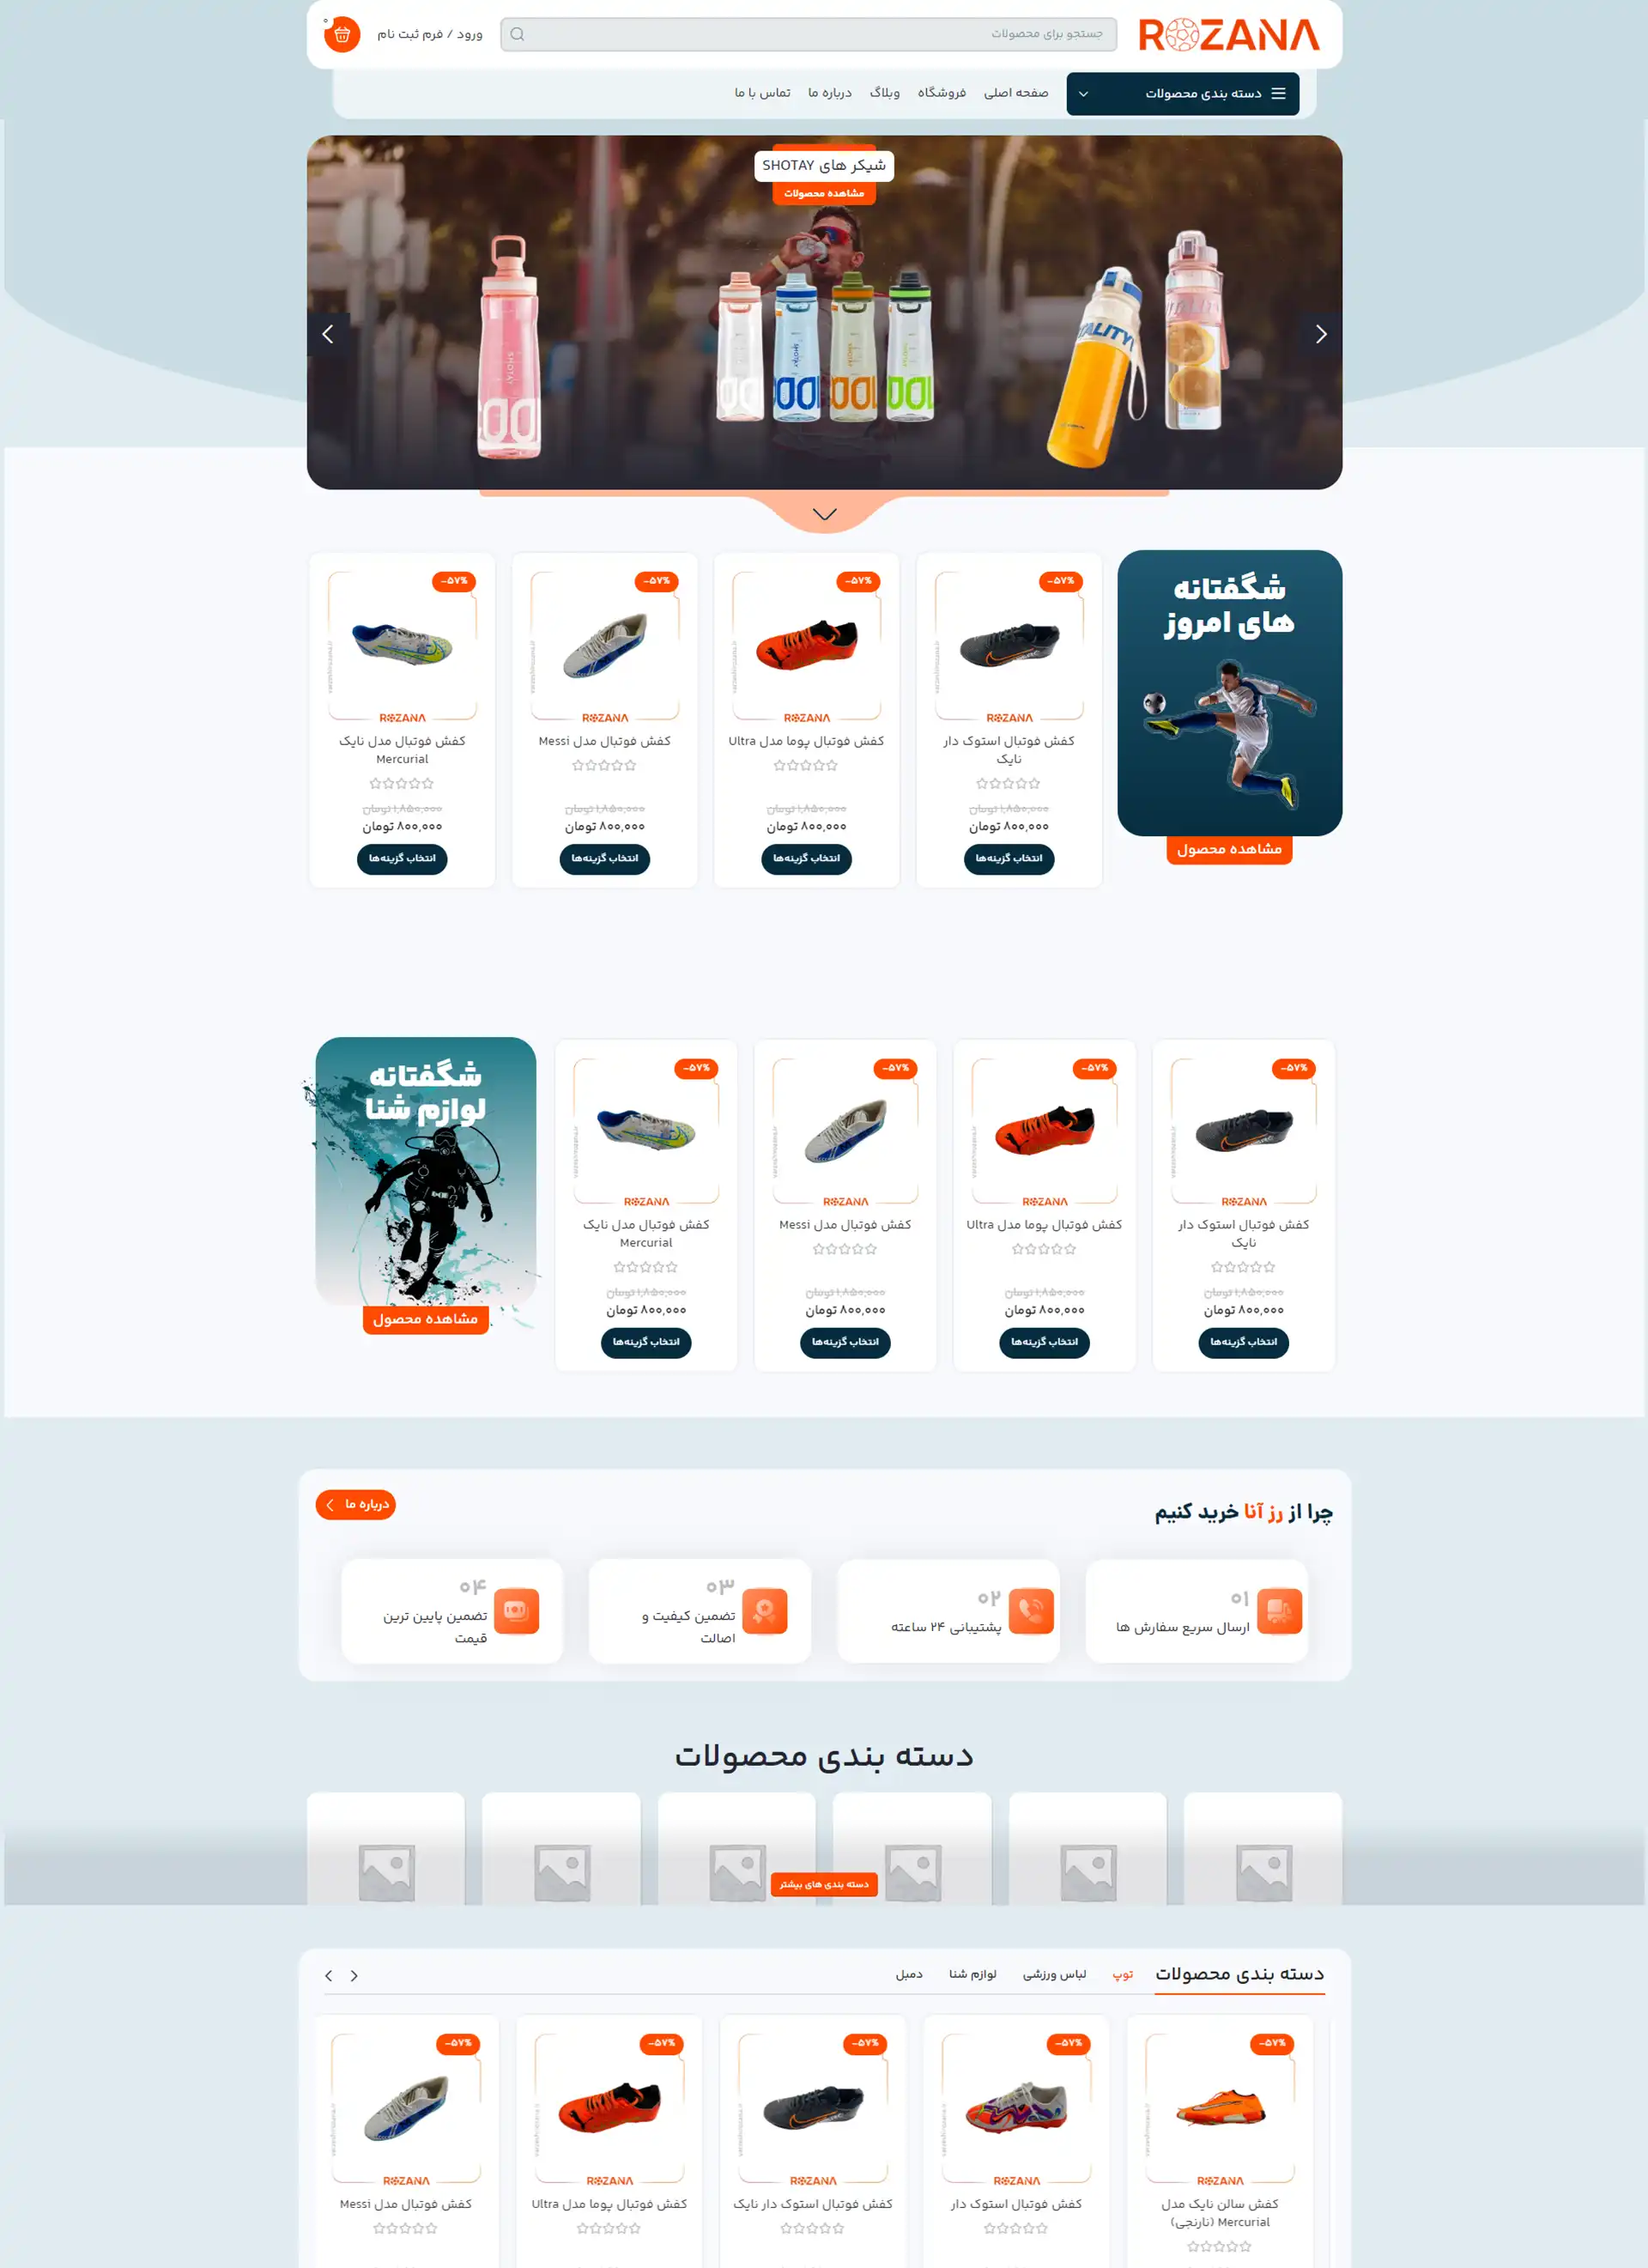 ROZANA
جستجو برای محصولات
ورود / فرم ثبت نام
۰
دسته بندی محصولات
صفحه اصلی
فروشگاه
وبلاگ
درباره ما
تماس با ما
شیکر های SHOTAY
مشاهده محصولات
شگفتانه
های امروز
مشاهده محصول
-۵۷%
ROZANA
کفش فوتبال استوک دار
نایک
۱,۸۵۰,۰۰۰ تومان
۸۰۰,۰۰۰ تومان
انتخاب گزینه‌ها
-۵۷%
ROZANA
کفش فوتبال پوما مدل Ultra
۱,۸۵۰,۰۰۰ تومان
۸۰۰,۰۰۰ تومان
انتخاب گزینه‌ها
-۵۷%
ROZANA
کفش فوتبال مدل Messi
۱,۸۵۰,۰۰۰ تومان
۸۰۰,۰۰۰ تومان
انتخاب گزینه‌ها
-۵۷%
ROZANA
کفش فوتبال مدل نایک
Mercurial
۱,۸۵۰,۰۰۰ تومان
۸۰۰,۰۰۰ تومان
انتخاب گزینه‌ها
-۵۷%
ROZANA
کفش فوتبال استوک دار
نایک
۱,۸۵۰,۰۰۰ تومان
۸۰۰,۰۰۰ تومان
انتخاب گزینه‌ها
-۵۷%
ROZANA
کفش فوتبال پوما مدل Ultra
۱,۸۵۰,۰۰۰ تومان
۸۰۰,۰۰۰ تومان
انتخاب گزینه‌ها
-۵۷%
ROZANA
کفش فوتبال مدل Messi
۱,۸۵۰,۰۰۰ تومان
۸۰۰,۰۰۰ تومان
انتخاب گزینه‌ها
-۵۷%
ROZANA
کفش فوتبال مدل نایک
Mercurial
۱,۸۵۰,۰۰۰ تومان
۸۰۰,۰۰۰ تومان
انتخاب گزینه‌ها
شگفتانه
لوازم شنا
مشاهده محصول
چرا از رز آنا خرید کنیم
درباره ما
۰۱
ارسال سریع سفارش ها
۰۲
پشتیبانی ۲۴ ساعته
۰۳
تضمین کیفیت و
اصالت
۰۴
تضمین پایین ترین
قیمت
دسته بندی محصولات
دسته بندی های بیشتر
دسته بندی محصولات
توپ
لباس ورزشی
لوازم شنا
دمبل
-۵۷%
ROZANA
کفش سالن نایک مدل
Mercurial (نارنجی)
-۵۷%
ROZANA
کفش فوتبال استوک دار
-۵۷%
ROZANA
کفش فوتبال استوک دار نایک
-۵۷%
ROZANA
کفش فوتبال پوما مدل Ultra
-۵۷%
ROZANA
کفش فوتبال مدل Messi